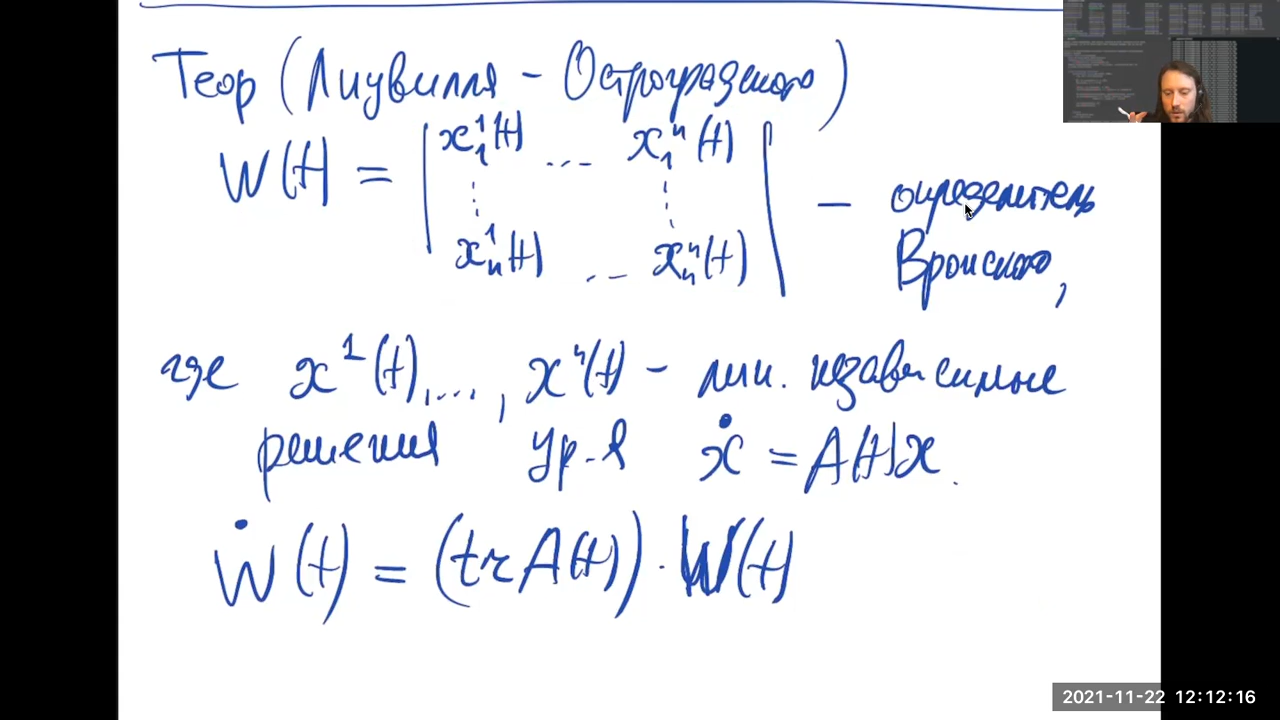 Теор (Лиувилля - Остроградского)
W(t) = | x₁¹(t) ... x₁ⁿ(t) | — определитель
xₙ¹(t) ... xₙⁿ(t) Вронского,
где x¹(t), ..., xⁿ(t) - лин. независимые
решения ур-я ẋ = A(t)x.
Ẇ(t) = (tr A(t)) · W(t)
2021-11-22 12:12:16